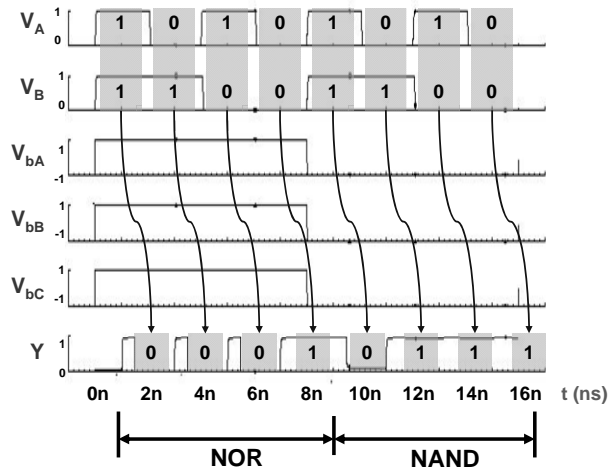 V_A 1 0 1 0 1 0 1 0 1 0
V_B 1 0 1 1 0 0 1 1 0 0
V_bA 1 -1
V_bB 1 -1
V_bC 1 -1
Y 1 0 0 0 0 1 0 1 1 1
0n 2n 4n 6n 8n 10n 12n 14n 16n t (ns)
NOR NAND